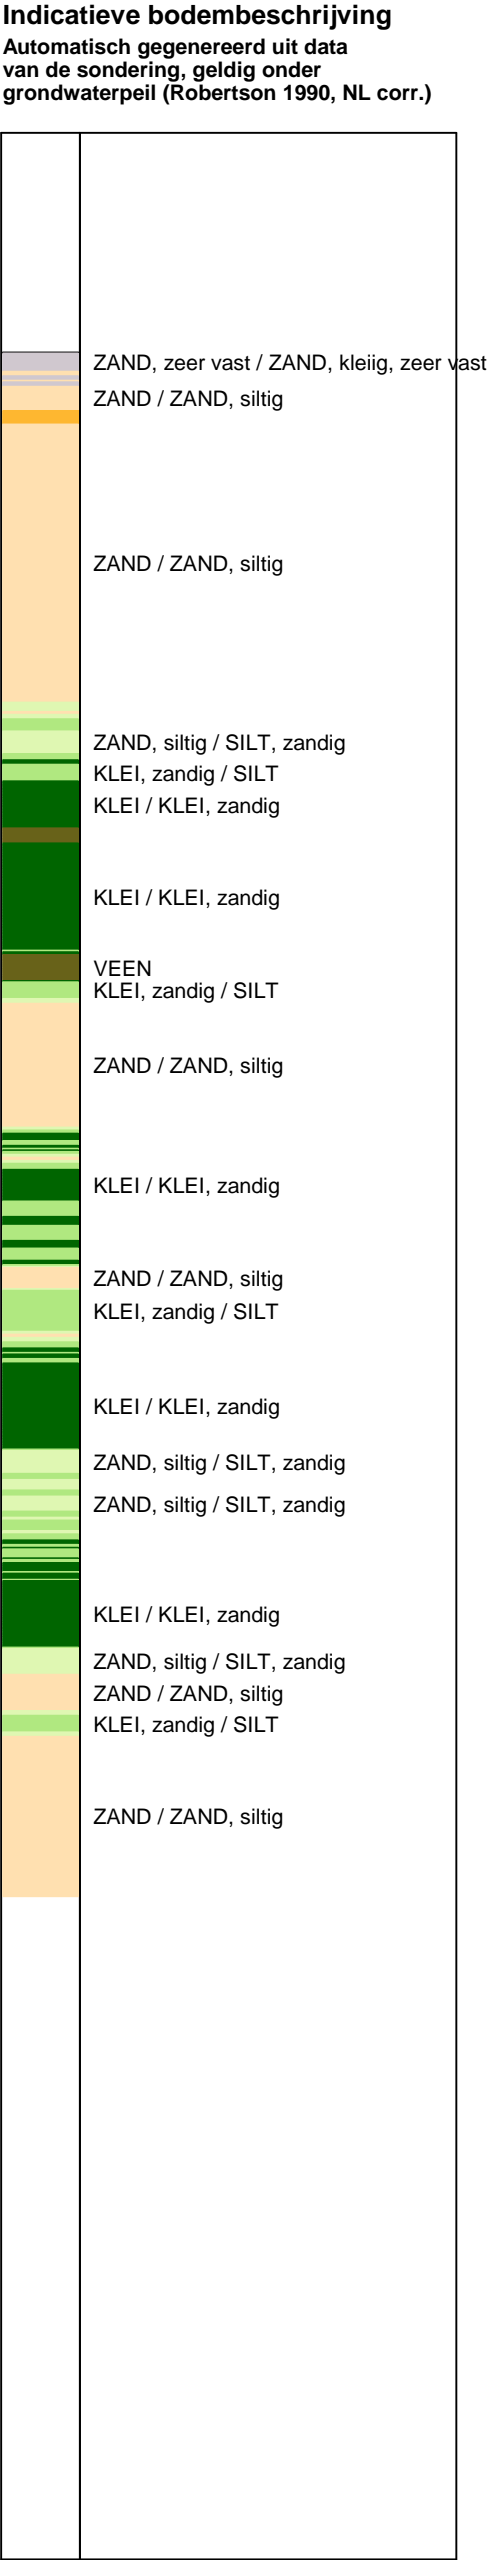 Indicatieve bodembeschrijving
Automatisch gegenereerd uit data
van de sondering, geldig onder
grondwaterpeil (Robertson 1990, NL corr.)
ZAND, zeer vast / ZAND, kleiig, zeer vast
ZAND / ZAND, siltig
ZAND / ZAND, siltig
ZAND, siltig / SILT, zandig
KLEI, zandig / SILT
KLEI / KLEI, zandig
KLEI / KLEI, zandig
VEEN
KLEI, zandig / SILT
ZAND / ZAND, siltig
KLEI / KLEI, zandig
ZAND / ZAND, siltig
KLEI, zandig / SILT
KLEI / KLEI, zandig
ZAND, siltig / SILT, zandig
ZAND, siltig / SILT, zandig
KLEI / KLEI, zandig
ZAND, siltig / SILT, zandig
ZAND / ZAND, siltig
KLEI, zandig / SILT
ZAND / ZAND, siltig